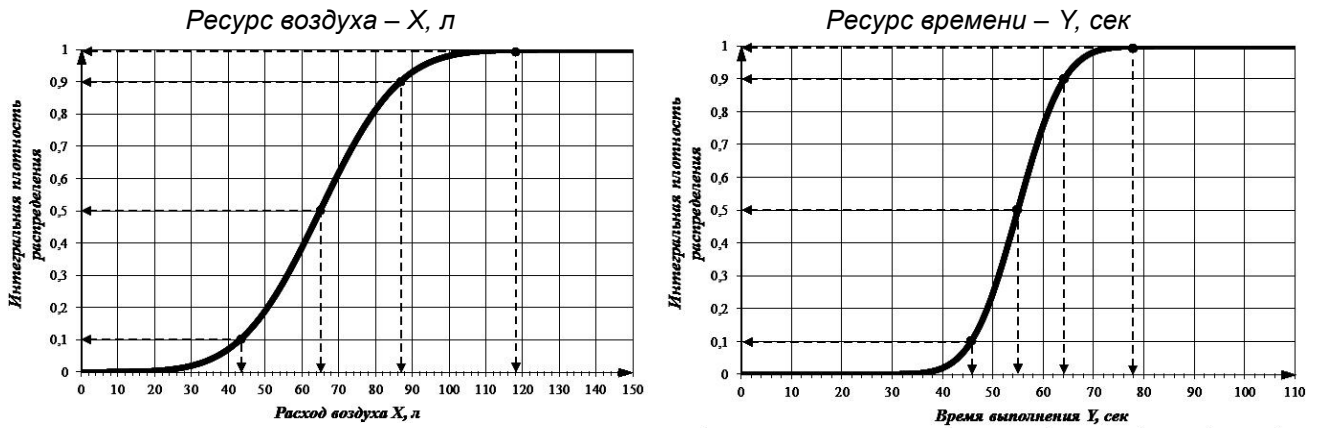 Ресурс воздуха – X, л
Интегральная плотность
распределения
1
0,9
0,8
0,7
0,6
0,5
0,4
0,3
0,2
0,1
0
0 10 20 30 40 50 60 70 80 90 100 110 120 130 140 150
Расход воздуха X, л
Ресурс времени – Y, сек
Интегральная плотность
распределения
1
0,9
0,8
0,7
0,6
0,5
0,4
0,3
0,2
0,1
0
0 10 20 30 40 50 60 70 80 90 100 110
Время выполнения Y, сек